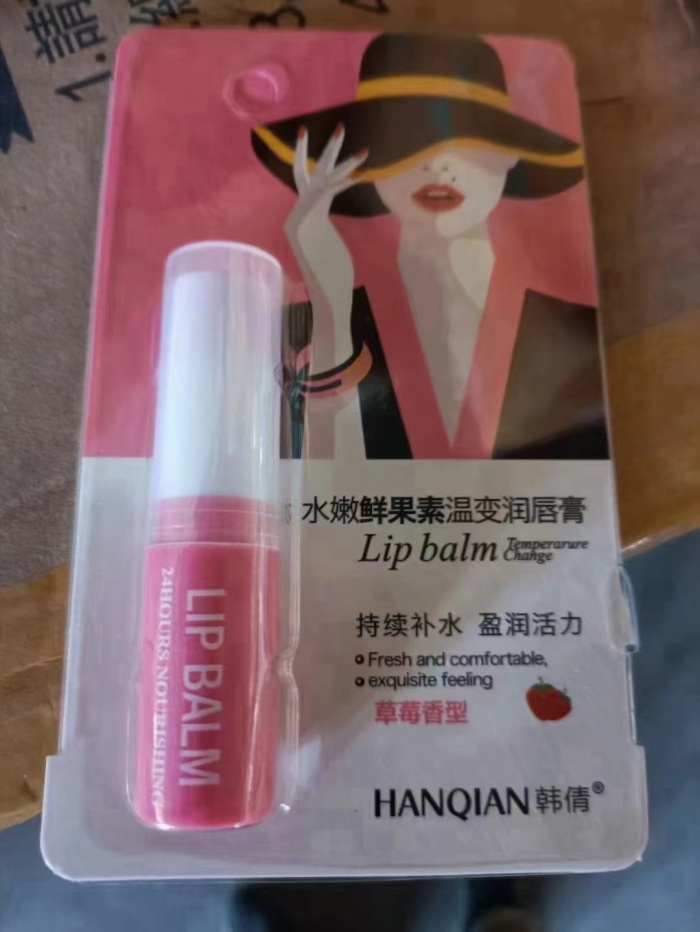 水嫩鲜果素温变润唇膏
Lip balm Temperarure Change
持续补水 盈润活力
Fresh and comfortable,
exquisite feeling
草莓香型
HANQIAN 韩倩®
LIP BALM
24HOURS NOURISHING